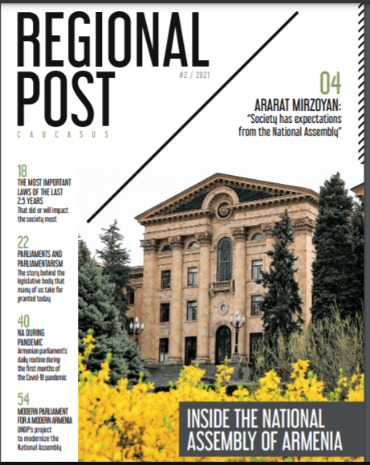 REGIONAL
POST
#2 / 2021
CAUCASUS
04
ARARAT MIRZOYAN:
“Society has expectations
from the National Assembly”
18
THE MOST IMPORTANT
LAWS OF THE LAST
2.5 YEARS
That did or will impact
the society most
22
PARLIAMENTS AND
PARLIAMENTARISM
The story behind the
legislative body that
many of us take for
granted today
40
NA DURING
PANDEMIC
Armenian parliament’s
daily routine during
the first months of
the Covid-19 pandemic
54
MODERN PARLIAMENT
FOR A MODERN ARMENIA
UNDP’s project
to modernize the
National Assembly
INSIDE THE NATIONAL
ASSEMBLY OF ARMENIA